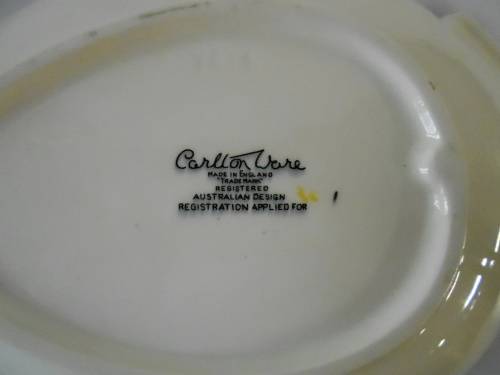 Carlton Ware
MADE IN ENGLAND
"TRADE MARK"
REGISTERED
AUSTRALIAN DESIGN
REGISTRATION APPLIED FOR